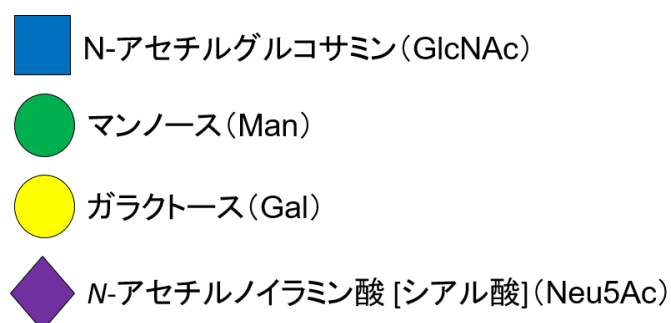 N-アセチルグルコサミン（GlcNAc）
マンノース（Man）
ガラクトース（Gal）
N-アセチルノイラミン酸 [シアル酸]（Neu5Ac）